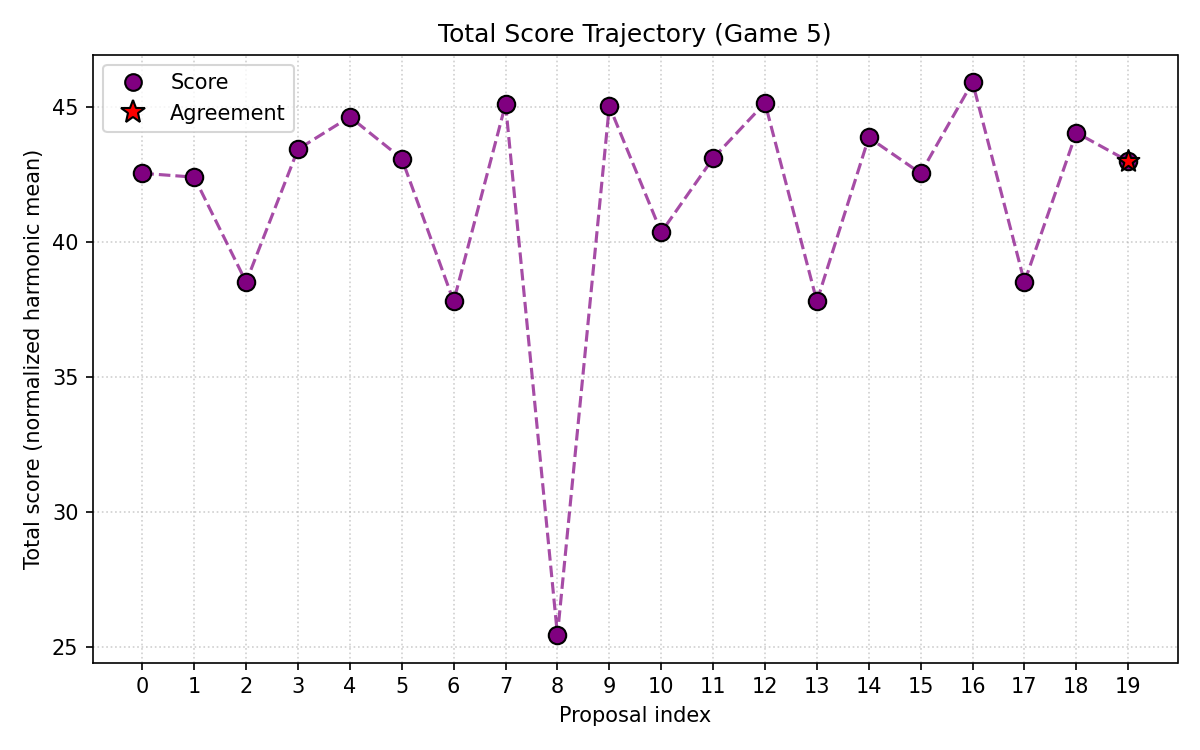 Total Score Trajectory (Game 5)
Score
Agreement
Total score (normalized harmonic mean)
45
40
35
30
25
0 1 2 3 4 5 6 7 8 9 10 11 12 13 14 15 16 17 18 19
Proposal index